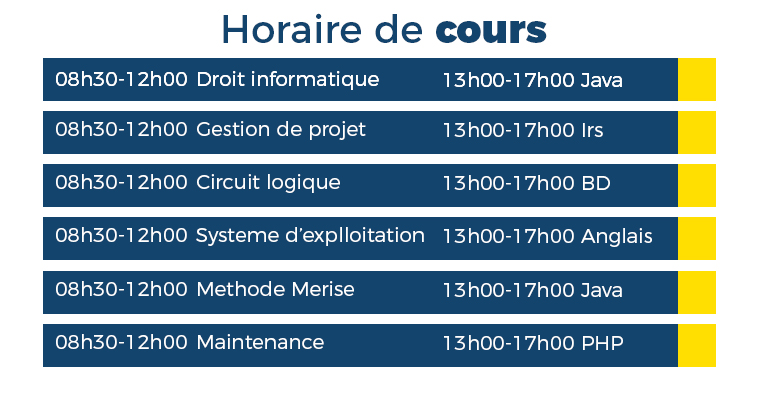 Horaire de cours
08h30-12h00 Droit informatique 13h00-17h00 Java
08h30-12h00 Gestion de projet 13h00-17h00 Irs
08h30-12h00 Circuit logique 13h00-17h00 BD
08h30-12h00 Systeme d'explloitation 13h00-17h00 Anglais
08h30-12h00 Methode Merise 13h00-17h00 Java
08h30-12h00 Maintenance 13h00-17h00 PHP